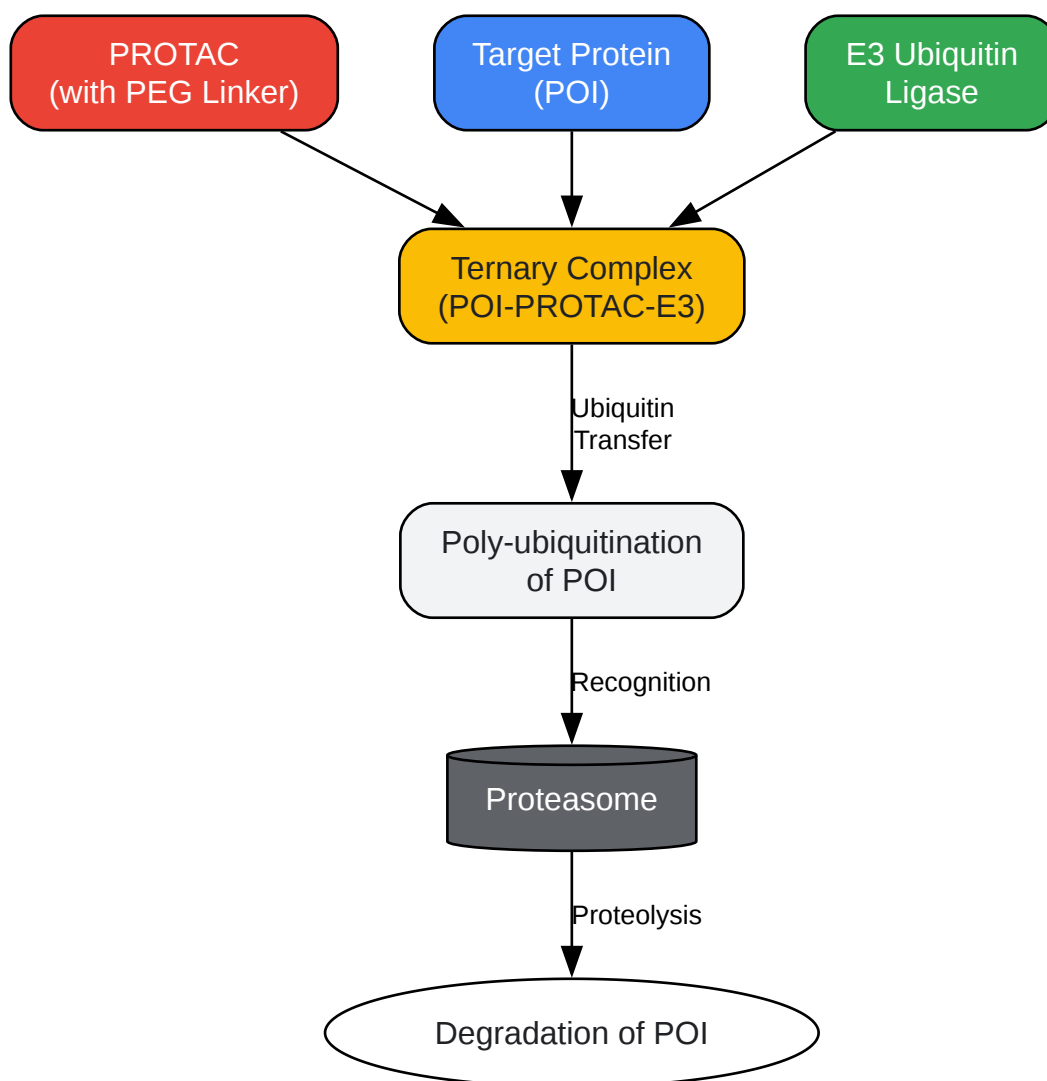 PROTAC
(with PEG Linker)
Target Protein
(POI)
E3 Ubiquitin
Ligase
Ternary Complex
(POI-PROTAC-E3)
Ubiquitin
Transfer
Poly-ubiquitination
of POI
Recognition
Proteasome
Proteolysis
Degradation of POI